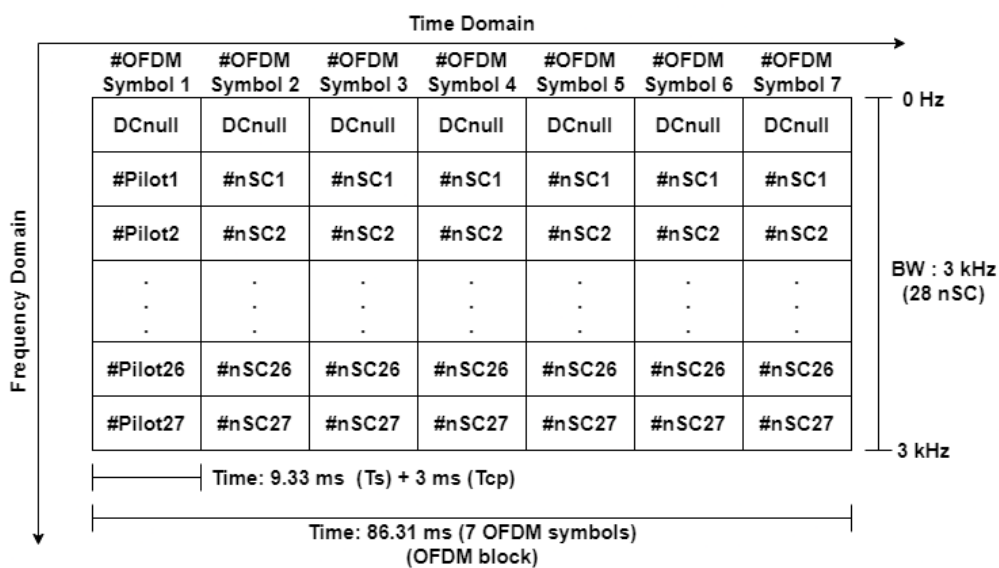 Time Domain
#OFDM #OFDM #OFDM #OFDM #OFDM #OFDM #OFDM
Symbol 1 Symbol 2 Symbol 3 Symbol 4 Symbol 5 Symbol 6 Symbol 7
0 Hz
DCnull DCnull DCnull DCnull DCnull DCnull DCnull
#Pilot1 #nSC1 #nSC1 #nSC1 #nSC1 #nSC1 #nSC1
#Pilot2 #nSC2 #nSC2 #nSC2 #nSC2 #nSC2 #nSC2
. . . . . . .
. . . . . . .
. . . . . . .
#Pilot26 #nSC26 #nSC26 #nSC26 #nSC26 #nSC26 #nSC26
#Pilot27 #nSC27 #nSC27 #nSC27 #nSC27 #nSC27 #nSC27
Frequency Domain
BW : 3 kHz
(28 nSC)
3 kHz
Time: 9.33 ms (Ts) + 3 ms (Tcp)
Time: 86.31 ms (7 OFDM symbols)
(OFDM block)